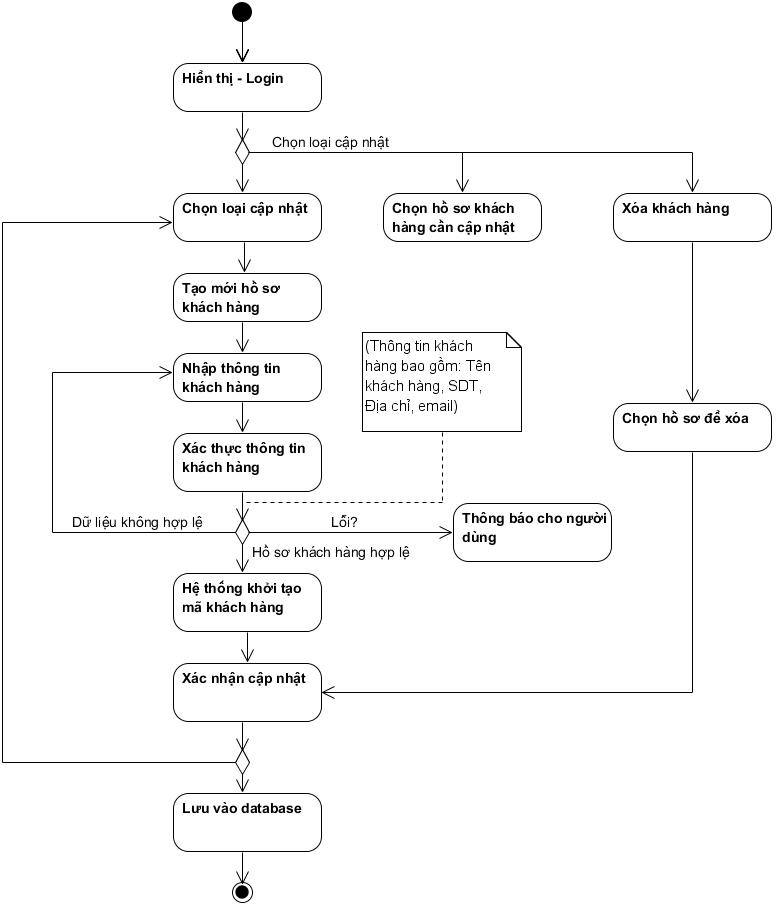 Hiển thị - Login
Chọn loại cập nhật
Chọn loại cập nhật
Chọn hồ sơ khách
hàng cần cập nhật
Xóa khách hàng
Tạo mới hồ sơ
khách hàng
Nhập thông tin
khách hàng
(Thông tin khách
hàng bao gồm: Tên
khách hàng, SDT,
Địa chỉ, email)
Chọn hồ sơ để xóa
Xác thực thông tin
khách hàng
Dữ liệu không hợp lệ
Lỗi?
Thông báo cho người
dùng
Hồ sơ khách hàng hợp lệ
Hệ thống khởi tạo
mã khách hàng
Xác nhận cập nhật
Lưu vào database